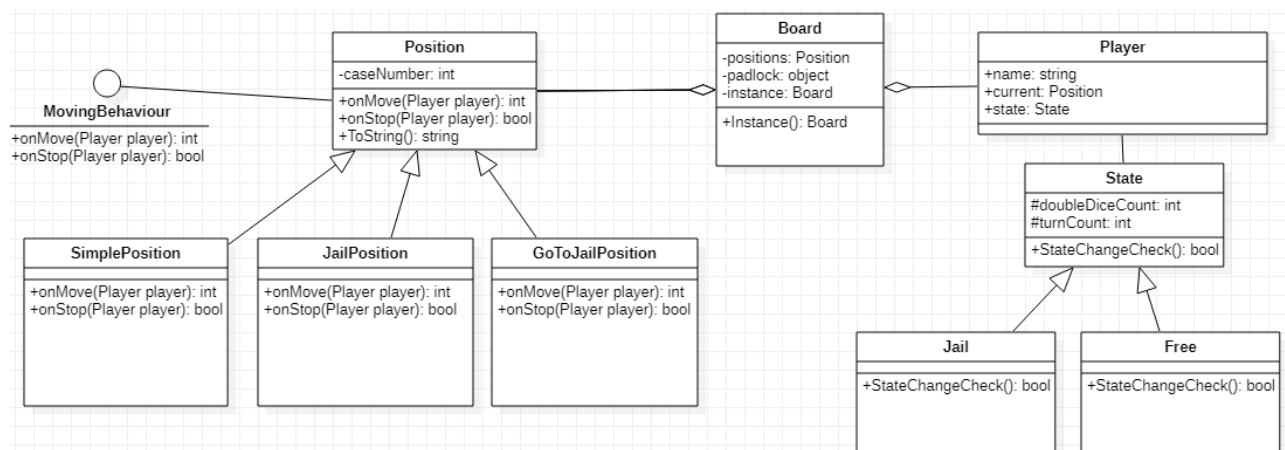 MovingBehaviour
+onMove(Player player): int
+onStop(Player player): bool
Position
-caseNumber: int
+onMove(Player player): int
+onStop(Player player): bool
+ToString(): string
Board
-positions: Position
-padlock: object
-instance: Board
+Instance(): Board
Player
+name: string
+current: Position
+state: State
State
#doubleDiceCount: int
#turnCount: int
+StateChangeCheck(): bool
SimplePosition
+onMove(Player player): int
+onStop(Player player): bool
JailPosition
+onMove(Player player): int
+onStop(Player player): bool
GoToJailPosition
+onMove(Player player): int
+onStop(Player player): bool
Jail
+StateChangeCheck(): bool
Free
+StateChangeCheck(): bool